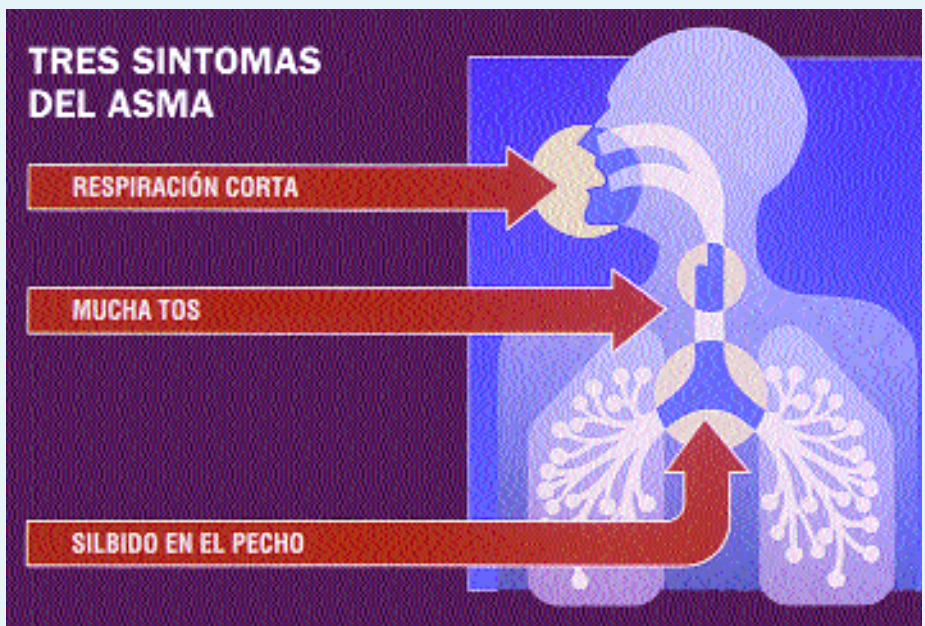 TRES SINTOMAS
DEL ASMA
RESPIRACIÓN CORTA
MUCHA TOS
SILBIDO EN EL PECHO